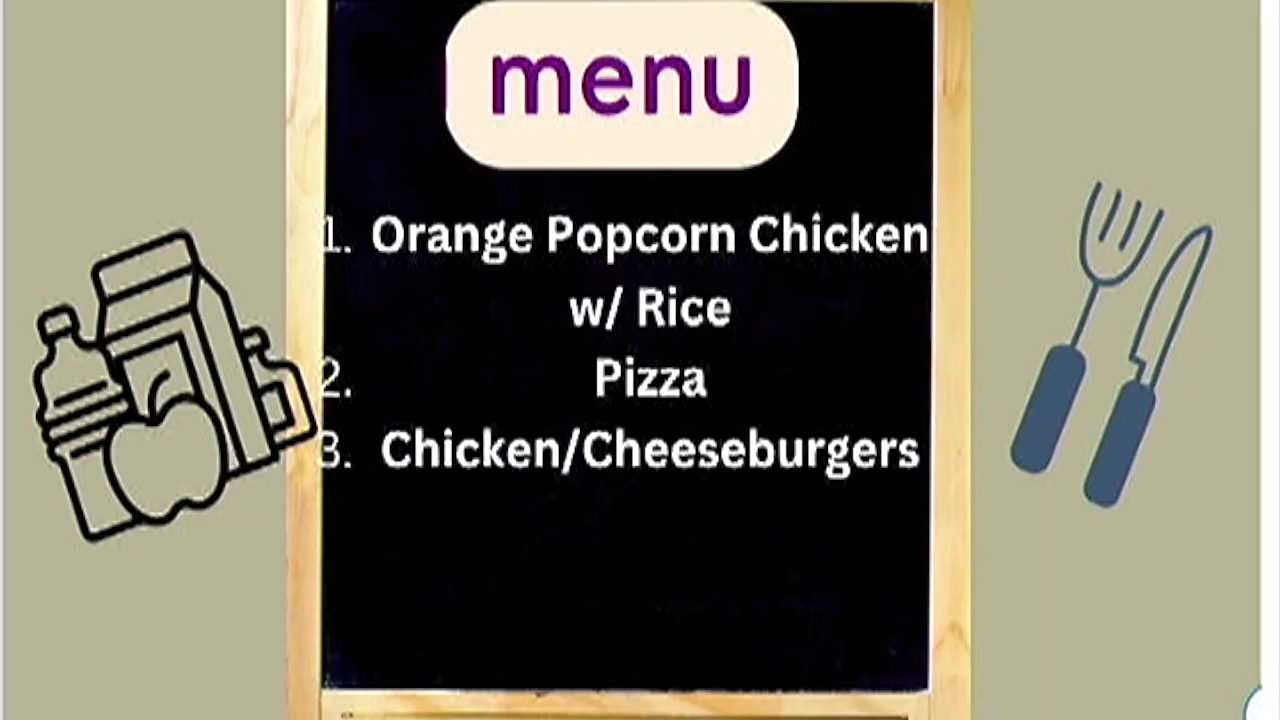 menu
1. Orange Popcorn Chicken
w/ Rice
2. Pizza
3. Chicken/Cheeseburgers